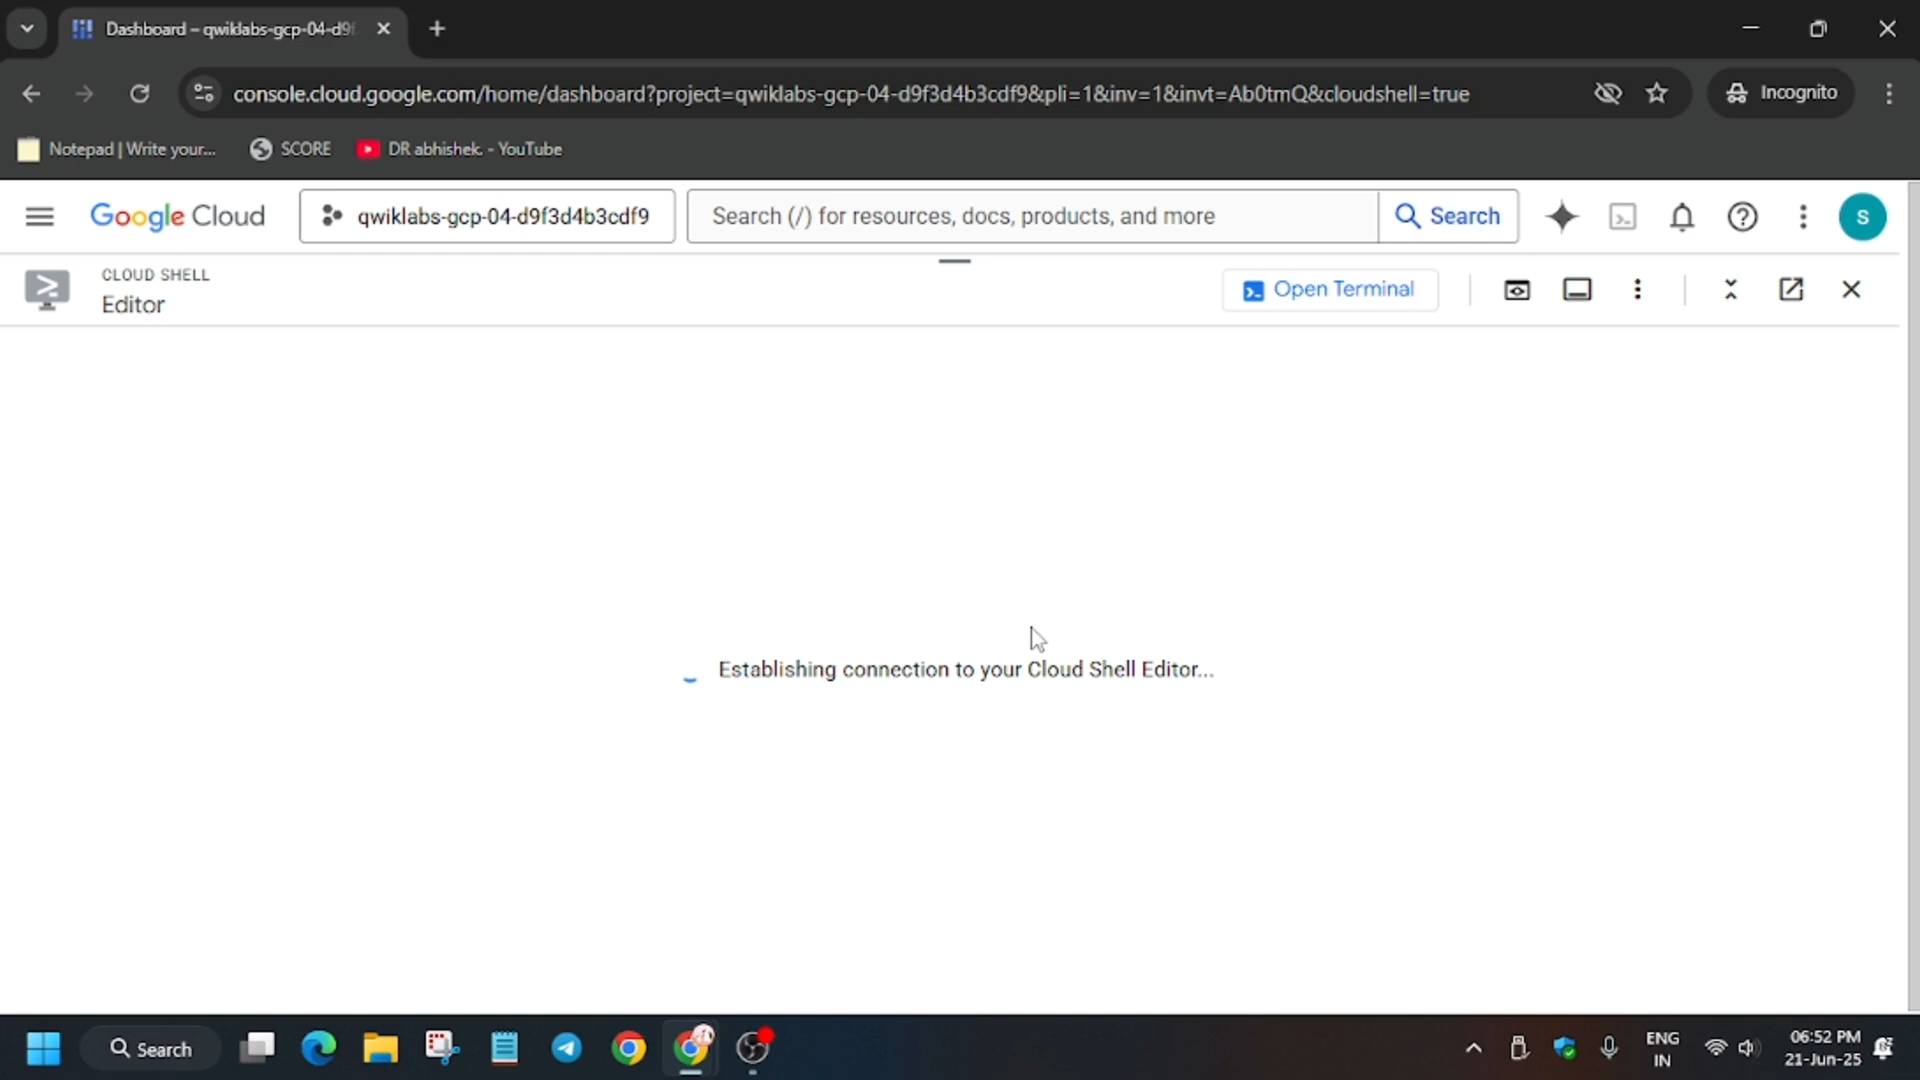 Dashboard – qwiklabs-gcp-04-d9f
console.cloud.google.com/home/dashboard?project=qwiklabs-gcp-04-d9f3d4b3cdf9&pli=1&inv=1&invt=Ab0tmQ&cloudshell=true
Incognito
Notepad | Write your...
SCORE
DR abhishek. - YouTube
Google Cloud
qwiklabs-gcp-04-d9f3d4b3cdf9
Search (/) for resources, docs, products, and more
Search
S
CLOUD SHELL
Editor
Open Terminal
Establishing connection to your Cloud Shell Editor...
Search
ENG
IN
06:52 PM
21-Jun-25